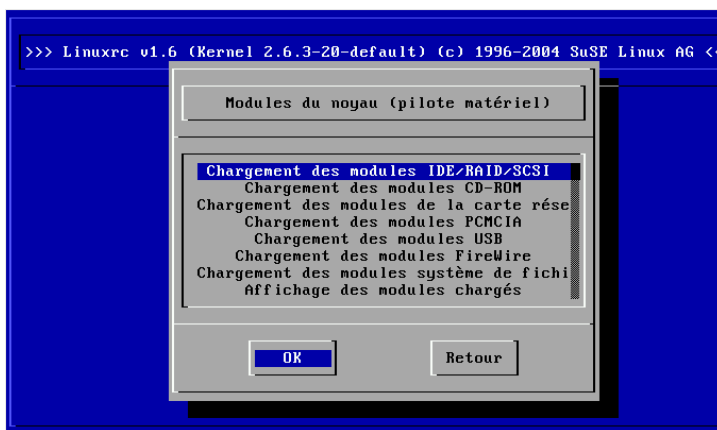 >>> Linuxrc v1.6 (Kernel 2.6.3-20-default) (c) 1996-2004 SuSE Linux AG <
Modules du noyau (pilote matériel)
Chargement des modules IDE/RAID/SCSI
Chargement des modules CD-ROM
Chargement des modules de la carte rése
Chargement des modules PCMCIA
Chargement des modules USB
Chargement des modules FireWire
Chargement des modules système de fichi
Affichage des modules chargés
OK
Retour